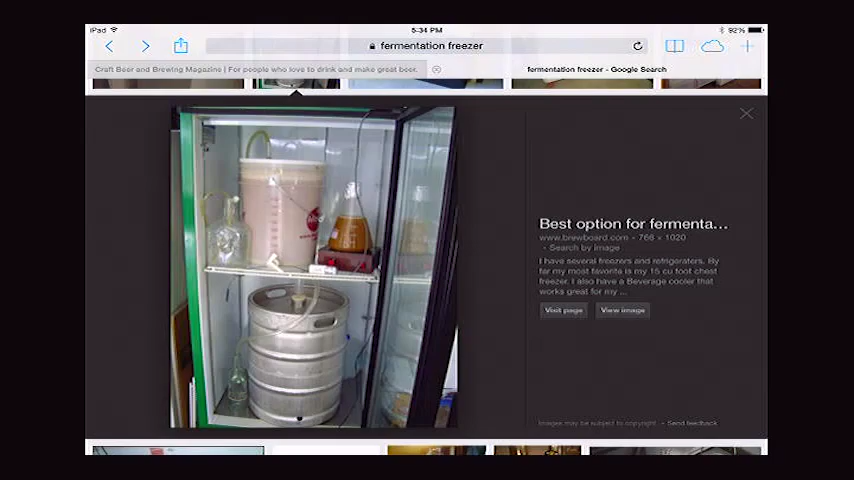 iPad
5:34 PM
92%
fermentation freezer
Craft Beer and Brewing Magazine | For people who love to drink and make great beer.
fermentation freezer - Google Search
Best option for fermenta...
www.brewboard.com - 768 × 1020
- Search by image
I have several freezers and refrigerators. By
far my most favorite is my 15 cu foot chest
freezer. I also have a Beverage cooler that
works great for my ...
Visit page
View image
Images may be subject to copyright. - Send feedback